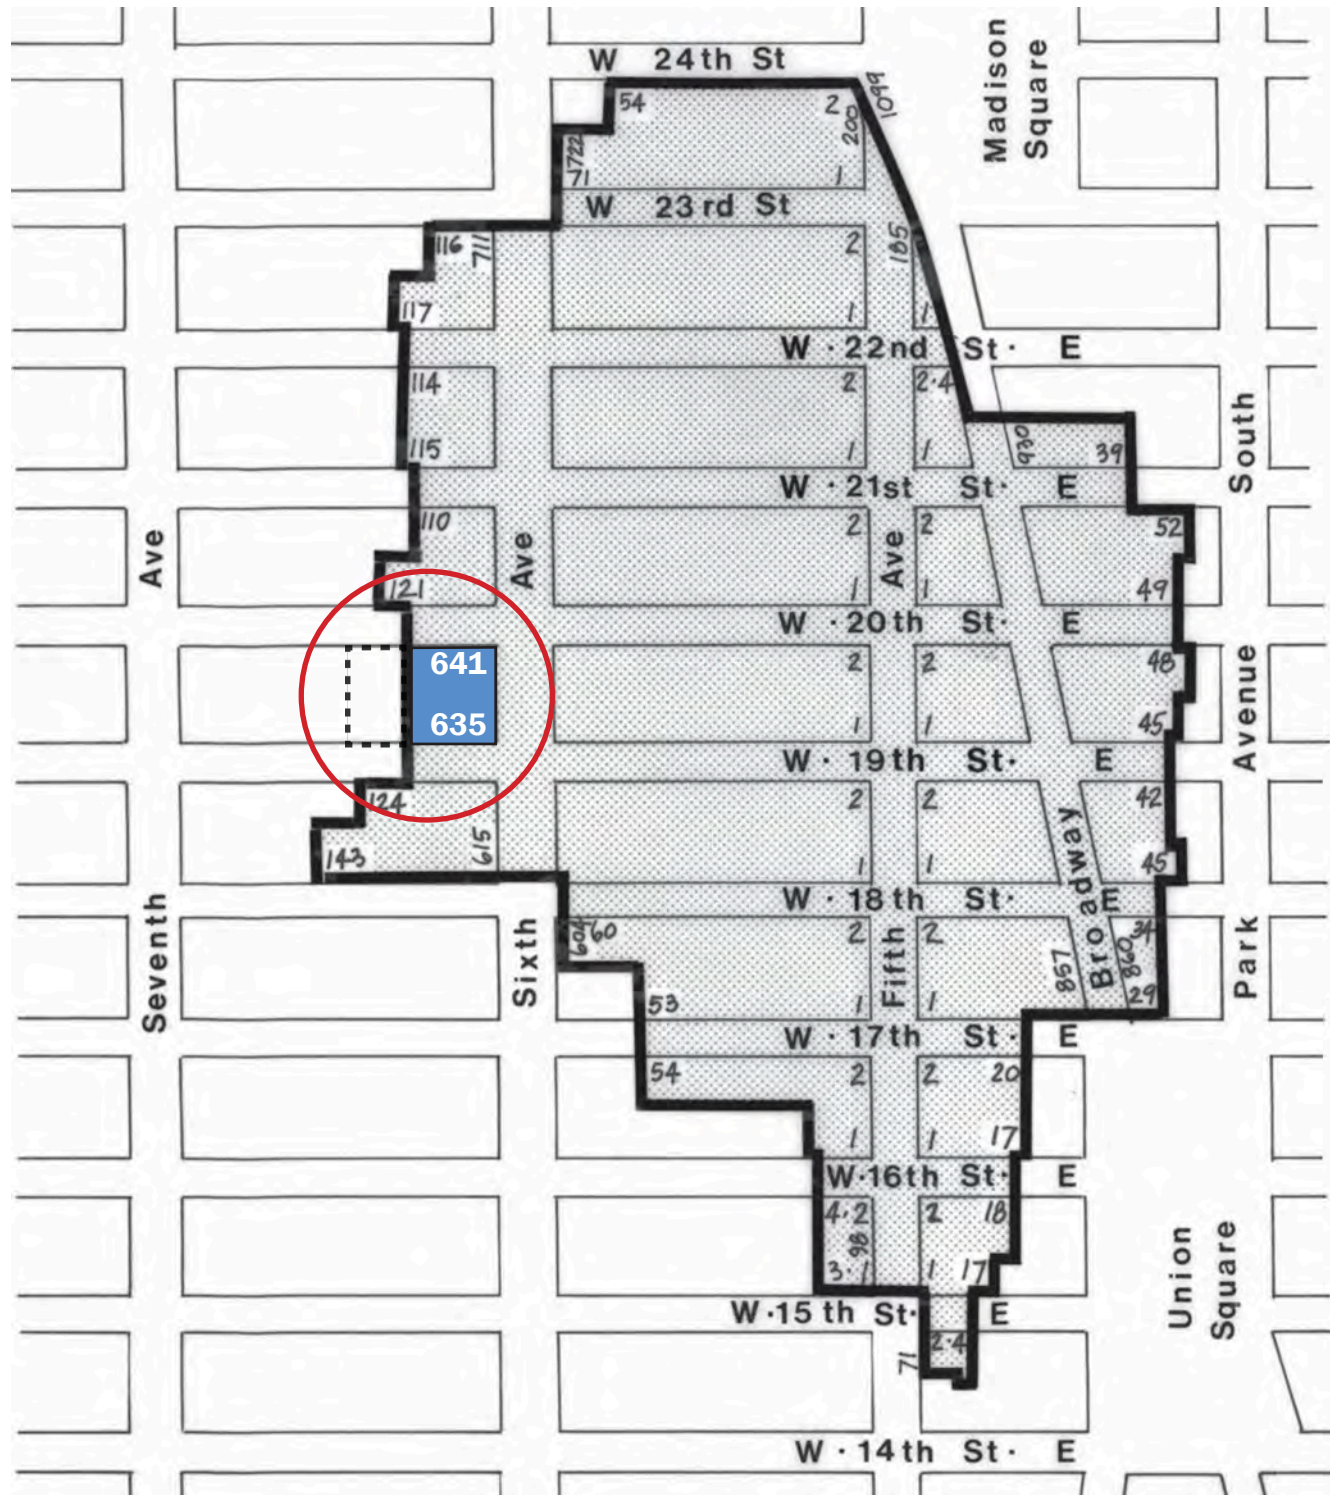 W 24th St
Madison
Square
1099
54
2
200
722
71
1
W 23rd St
116
711
2
185
117
1
1
W · 22nd St · E
114
2
2·4
115
1
1
930
39
South
W · 21st St · E
110
2
2
52
Ave
Ave
Ave
121
1
1
49
W · 20th St · E
641
2
2
48
635
1
1
45
Avenue
W · 19th St · E
124
2
2
42
Broadway
143
615
1
1
45
W · 18th St · E
Seventh
Sixth
604
60
2
Fifth
2
857
860
34
Park
53
1
1
29
W · 17th St · E
54
2
2
20
1
1
17
W·16th St· E
4·2
2
18
98
3·1
1
17
Union
Square
W·15th St· E
2·4
71
W · 14th St · E